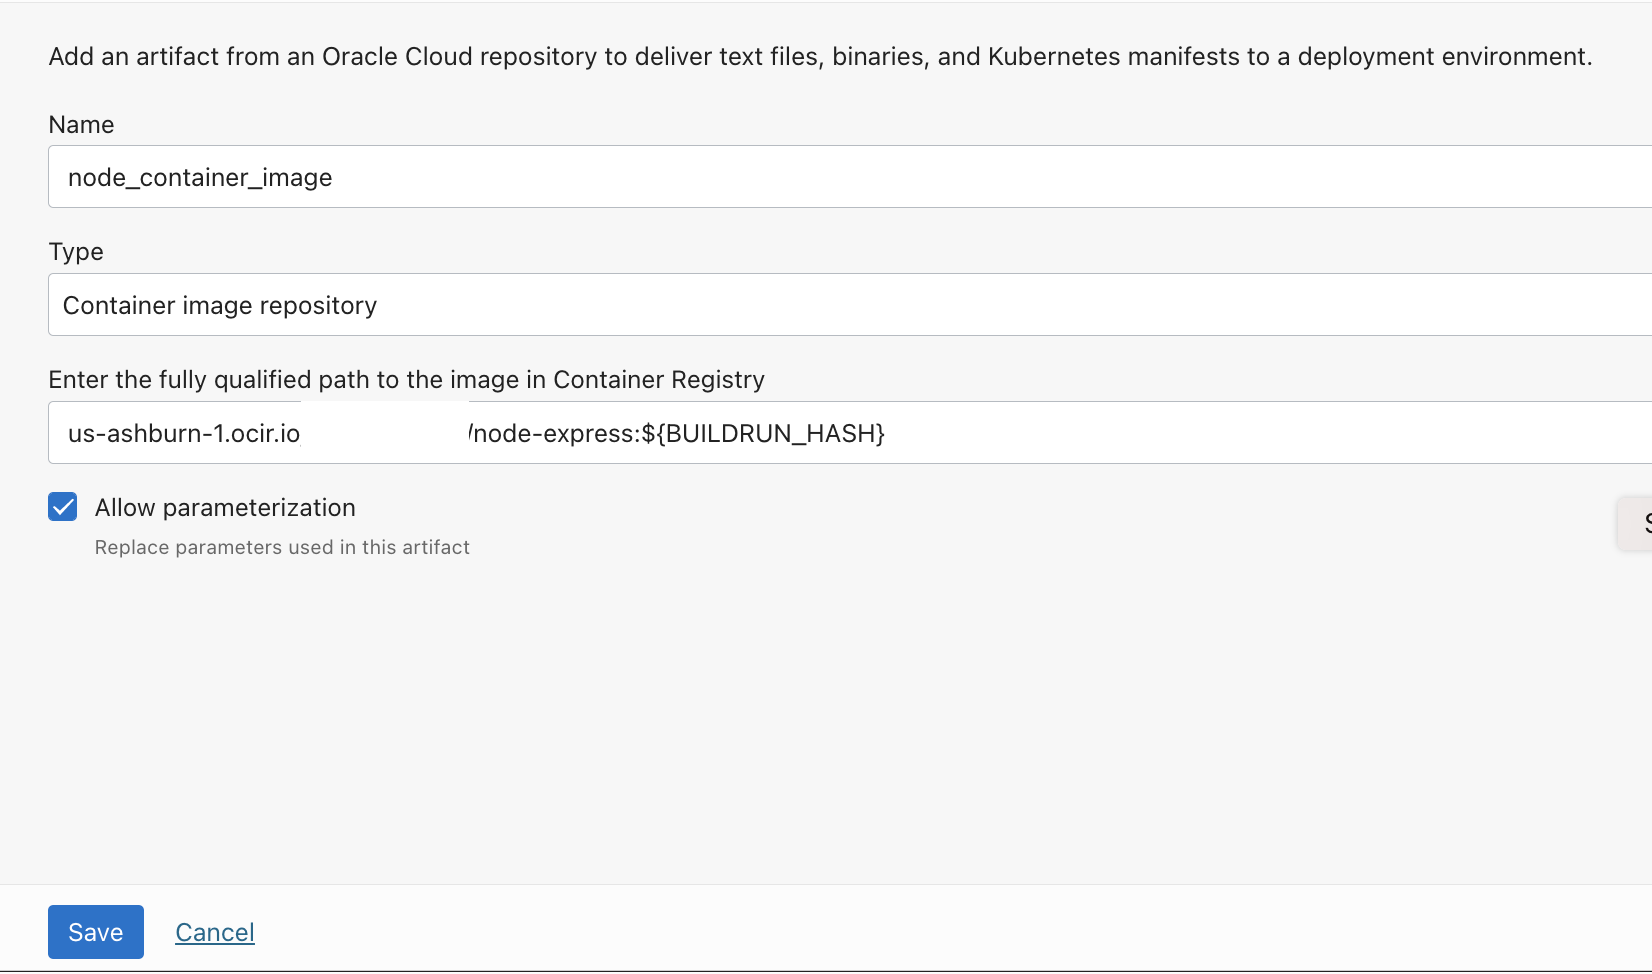 Add an artifact from an Oracle Cloud repository to deliver text files, binaries, and Kubernetes manifests to a deployment environment.
Name
node_container_image
Type
Container image repository
Enter the fully qualified path to the image in Container Registry
us-ashburn-1.ocir.io /node-express:${BUILDRUN_HASH}
Allow parameterization
Replace parameters used in this artifact
Save Cancel